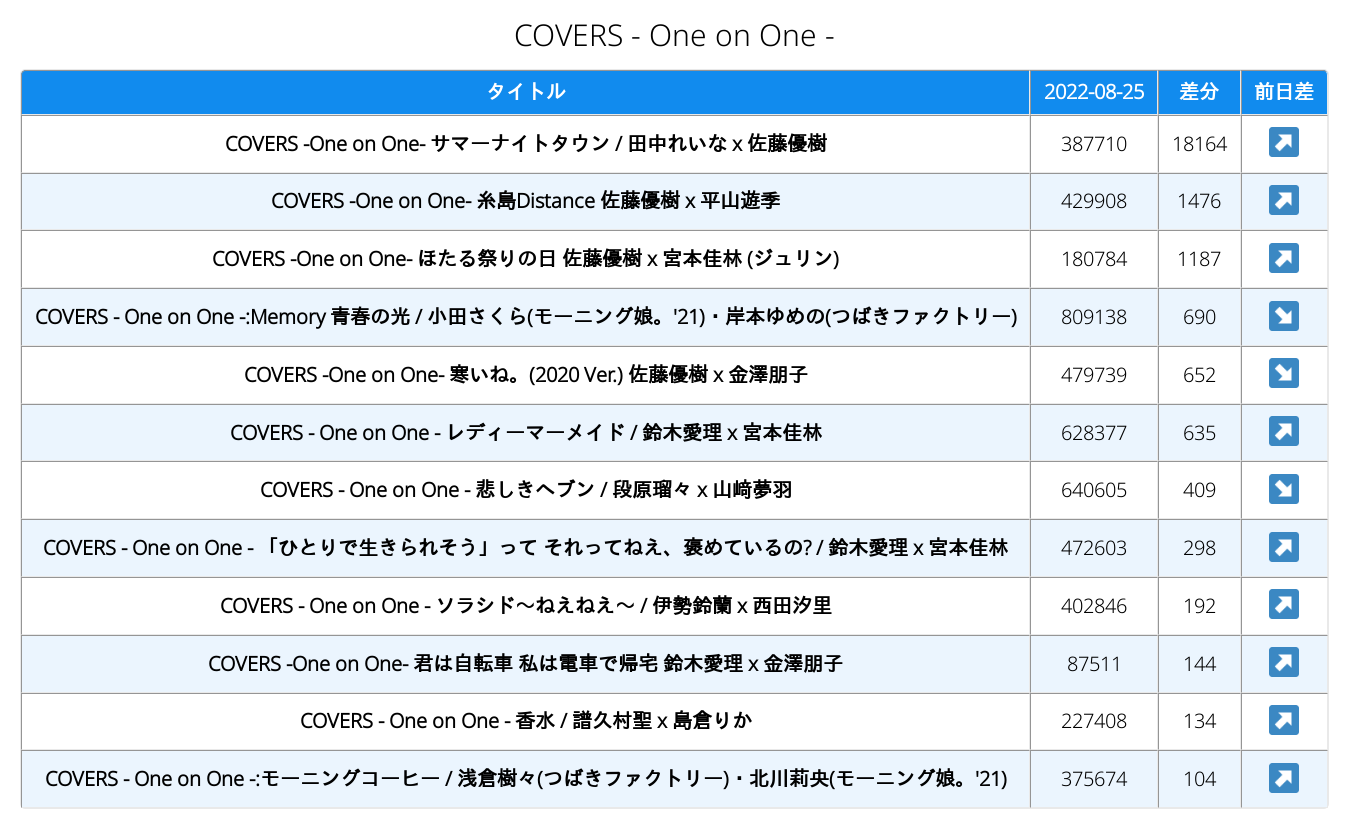 COVERS - One on One -
タイトル 2022-08-25 差分 前日差
COVERS -One on One- サマーナイトタウン / 田中れいな x 佐藤優樹 387710 18164
COVERS -One on One- 糸島Distance 佐藤優樹 x 平山遊季 429908 1476
COVERS -One on One- ほたる祭りの日 佐藤優樹 x 宮本佳林 (ジュリン) 180784 1187
COVERS - One on One -:Memory 青春の光 / 小田さくら(モーニング娘。'21)・岸本ゆめの(つばきファクトリー) 809138 690
COVERS -One on One- 寒いね。(2020 Ver.) 佐藤優樹 x 金澤朋子 479739 652
COVERS - One on One - レディーマーメイド / 鈴木愛理 x 宮本佳林 628377 635
COVERS - One on One - 悲しきヘブン / 段原瑠々 x 山﨑夢羽 640605 409
COVERS - One on One - 「ひとりで生きられそう」って それってねえ、褒めているの? / 鈴木愛理 x 宮本佳林 472603 298
COVERS - One on One - ソラシド〜ねえねえ〜 / 伊勢鈴蘭 x 西田汐里 402846 192
COVERS -One on One- 君は自転車 私は電車で帰宅 鈴木愛理 x 金澤朋子 87511 144
COVERS - One on One - 香水 / 譜久村聖 x 島倉りか 227408 134
COVERS - One on One -:モーニングコーヒー / 浅倉樹々(つばきファクトリー)・北川莉央(モーニング娘。'21) 375674 104